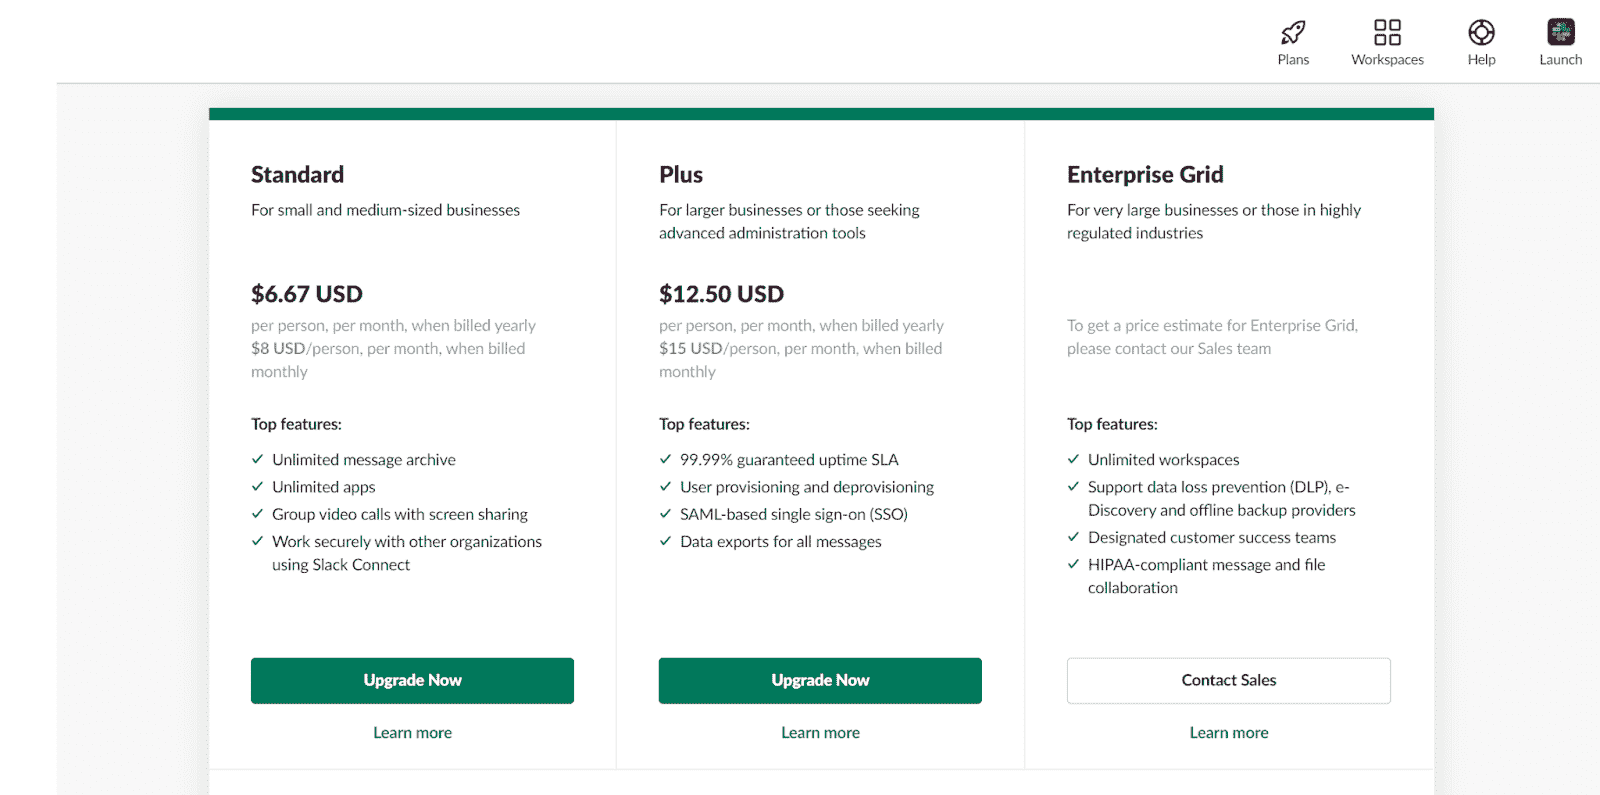 Plans
Workspaces
Help
Launch
Standard
For small and medium-sized businesses
$6.67 USD
per person, per month, when billed yearly
$8 USD/person, per month, when billed
monthly
Top features:
Unlimited message archive
Unlimited apps
Group video calls with screen sharing
Work securely with other organizations
using Slack Connect
Upgrade Now
Learn more
Plus
For larger businesses or those seeking
advanced administration tools
$12.50 USD
per person, per month, when billed yearly
$15 USD/person, per month, when billed
monthly
Top features:
99.99% guaranteed uptime SLA
User provisioning and deprovisioning
SAML-based single sign-on (SSO)
Data exports for all messages
Upgrade Now
Learn more
Enterprise Grid
For very large businesses or those in highly
regulated industries
To get a price estimate for Enterprise Grid,
please contact our Sales team
Top features:
Unlimited workspaces
Support data loss prevention (DLP), e-
Discovery and offline backup providers
Designated customer success teams
HIPAA-compliant message and file
collaboration
Contact Sales
Learn more